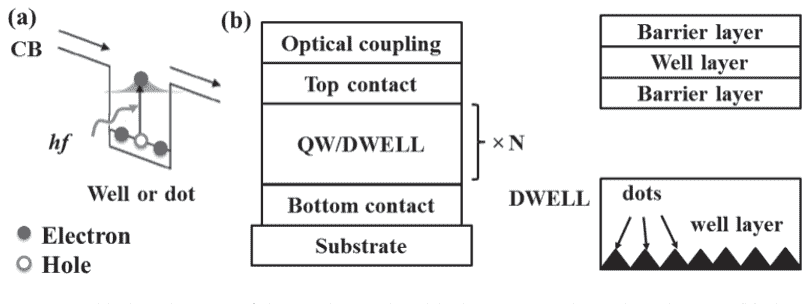 (a)
CB
hf
Well or dot
Electron
Hole
(b)
Optical coupling
Top contact
QW/DWELL
× N
Bottom contact
Substrate
Barrier layer
Well layer
Barrier layer
DWELL
dots
well layer